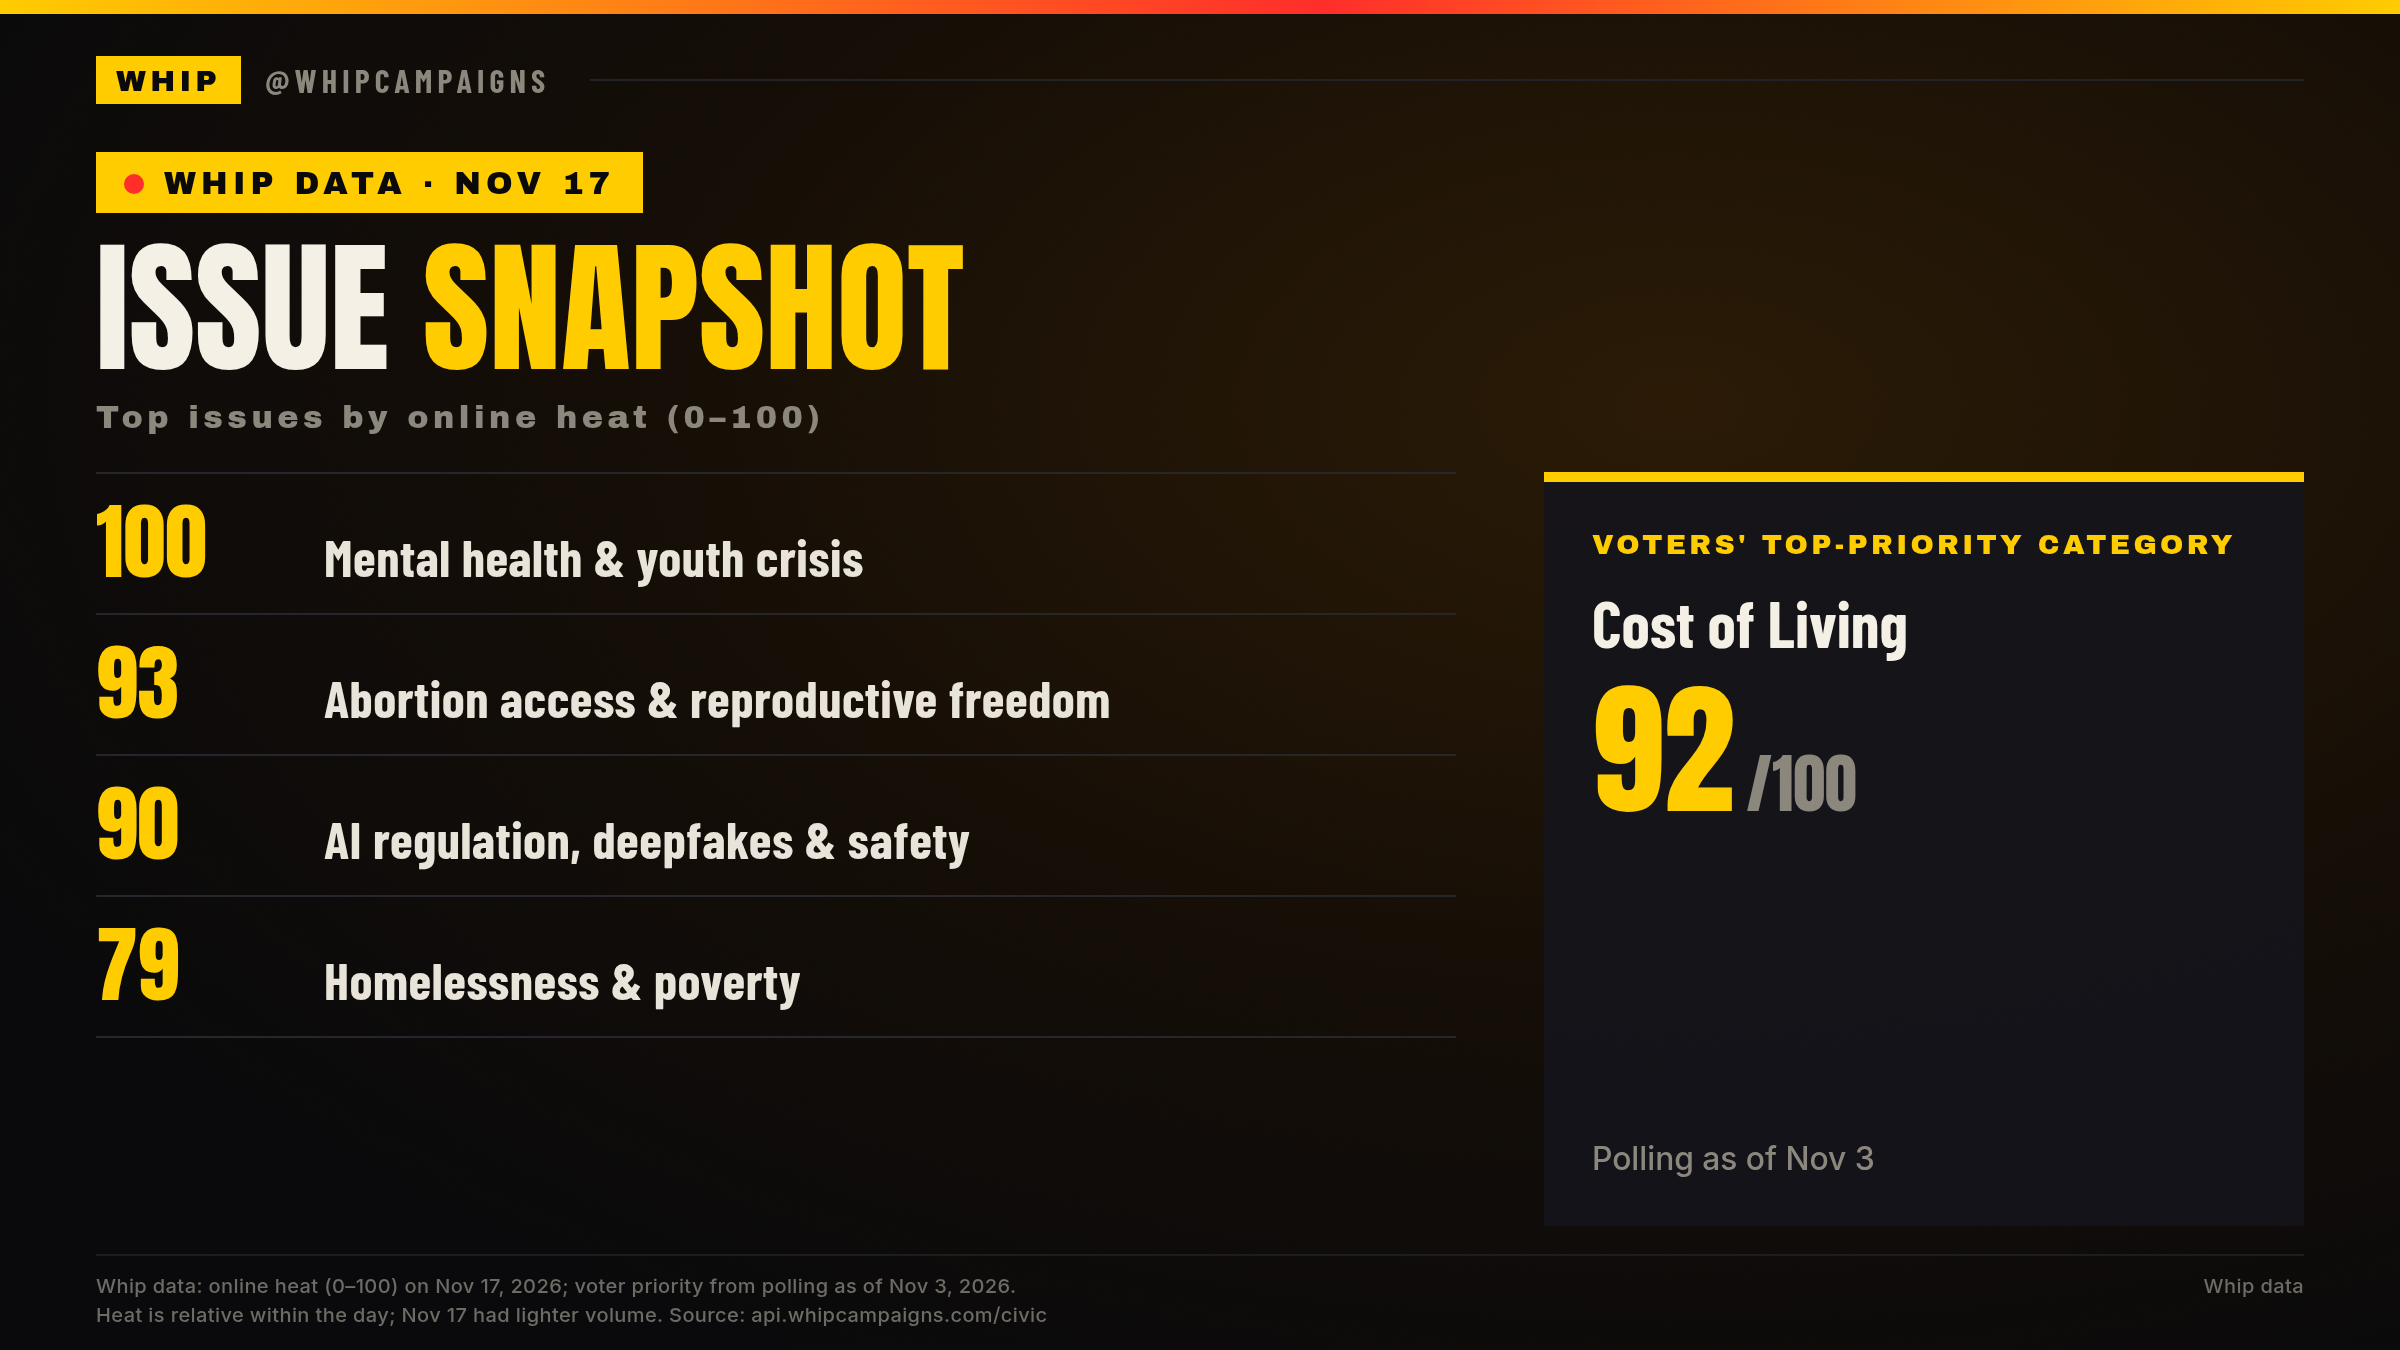 WHIP @WHIPCAMPAIGNS
WHIP DATA · NOV 17
ISSUE SNAPSHOT
Top issues by online heat (0–100)
100 Mental health & youth crisis
93 Abortion access & reproductive freedom
90 AI regulation, deepfakes & safety
79 Homelessness & poverty
VOTERS' TOP-PRIORITY CATEGORY
Cost of Living
92 /100
Polling as of Nov 3
Whip data: online heat (0–100) on Nov 17, 2026; voter priority from polling as of Nov 3, 2026.
Heat is relative within the day; Nov 17 had lighter volume. Source: api.whipcampaigns.com/civic
Whip data